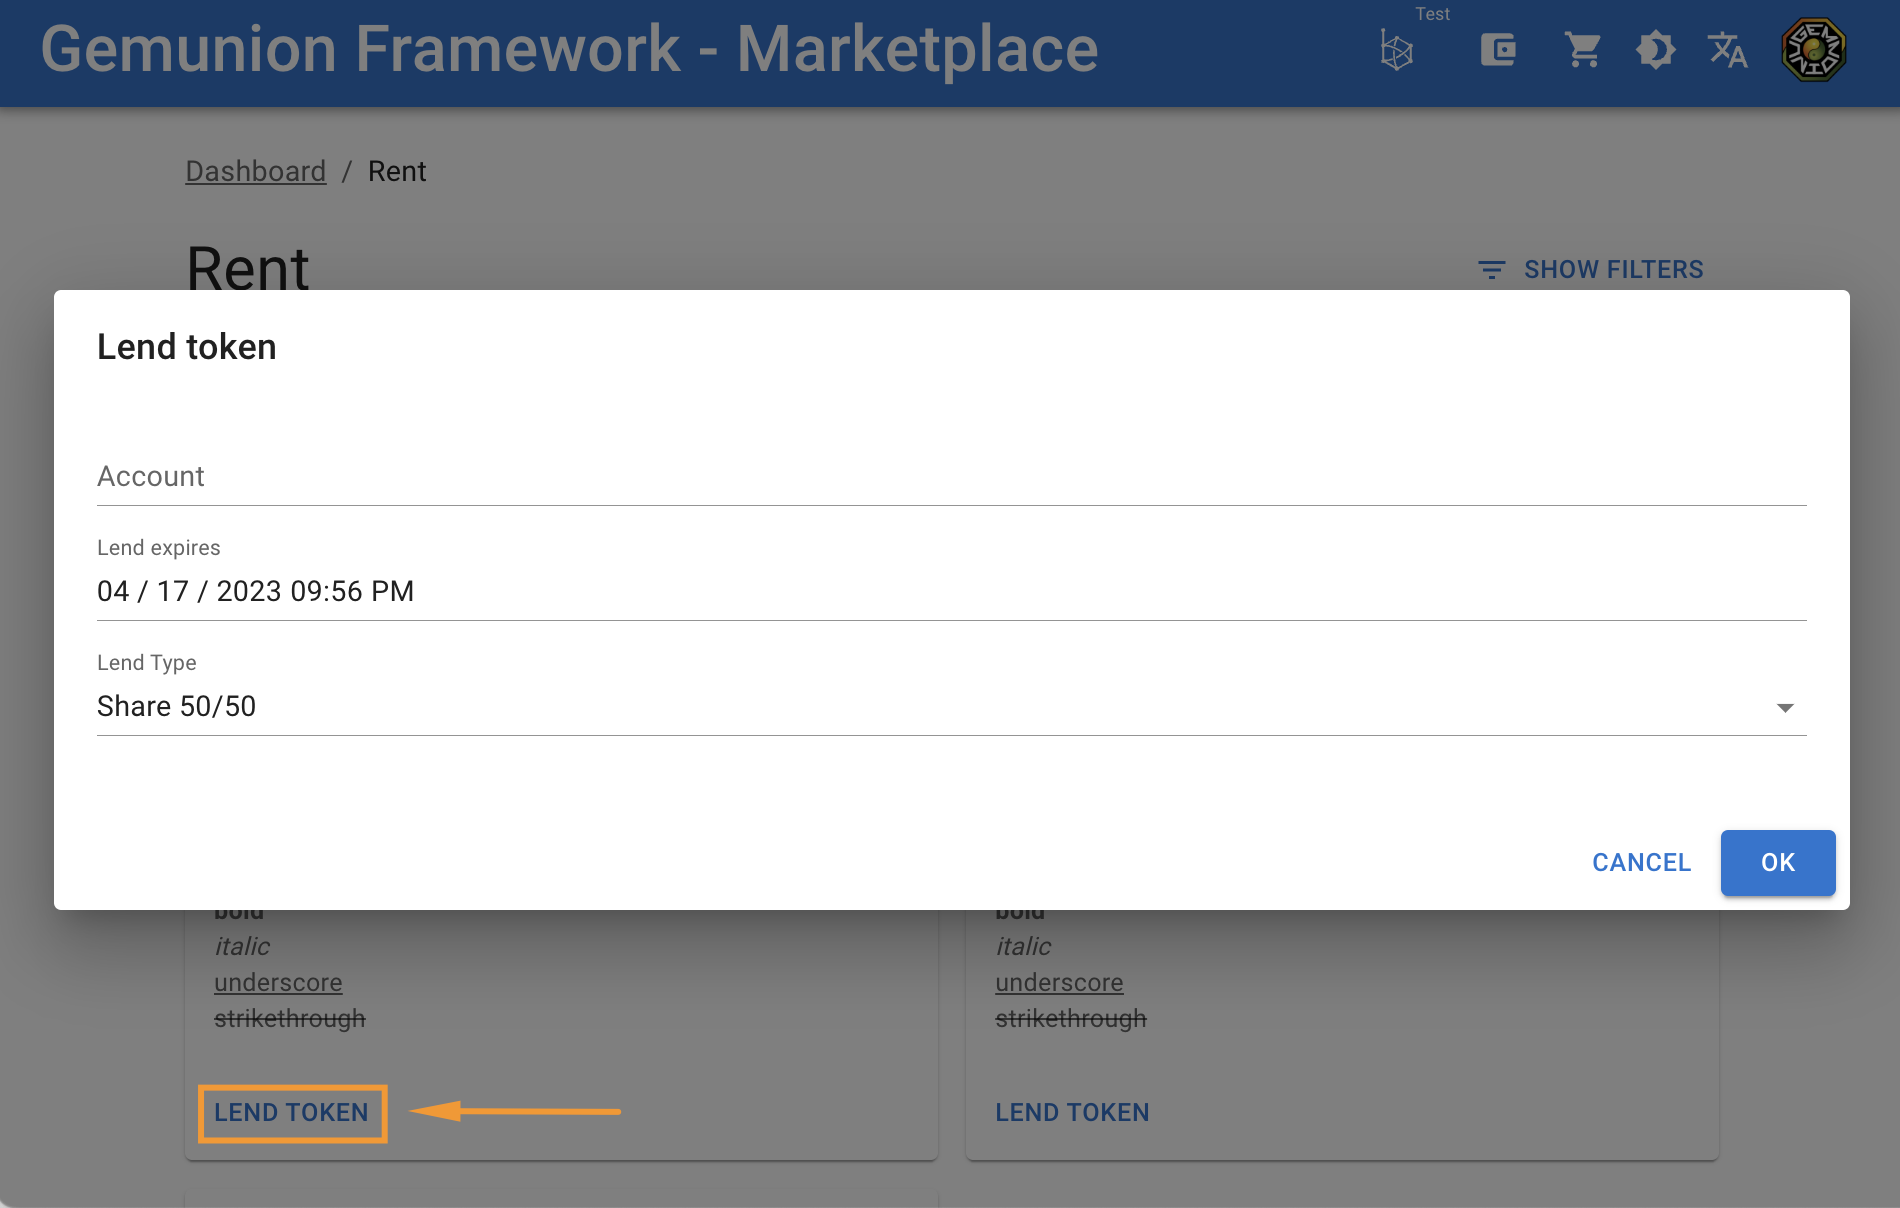 Gemunion Framework - Marketplace
Test
GEMUNION
Dashboard / Rent
Rent
SHOW FILTERS
Lend token
Account
Lend expires
04 / 17 / 2023 09:56 PM
Lend Type
Share 50/50
CANCEL
OK
bold
italic
underscore
strikethrough
LEND TOKEN
bold
italic
underscore
strikethrough
LEND TOKEN